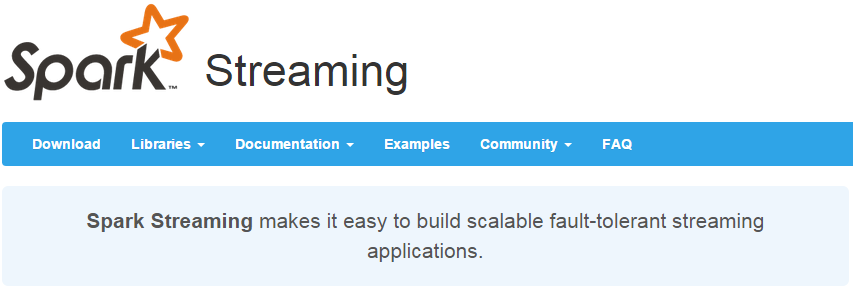 Spark™ Streaming
Download Libraries Documentation Examples Community FAQ
Spark Streaming makes it easy to build scalable fault-tolerant streaming
applications.